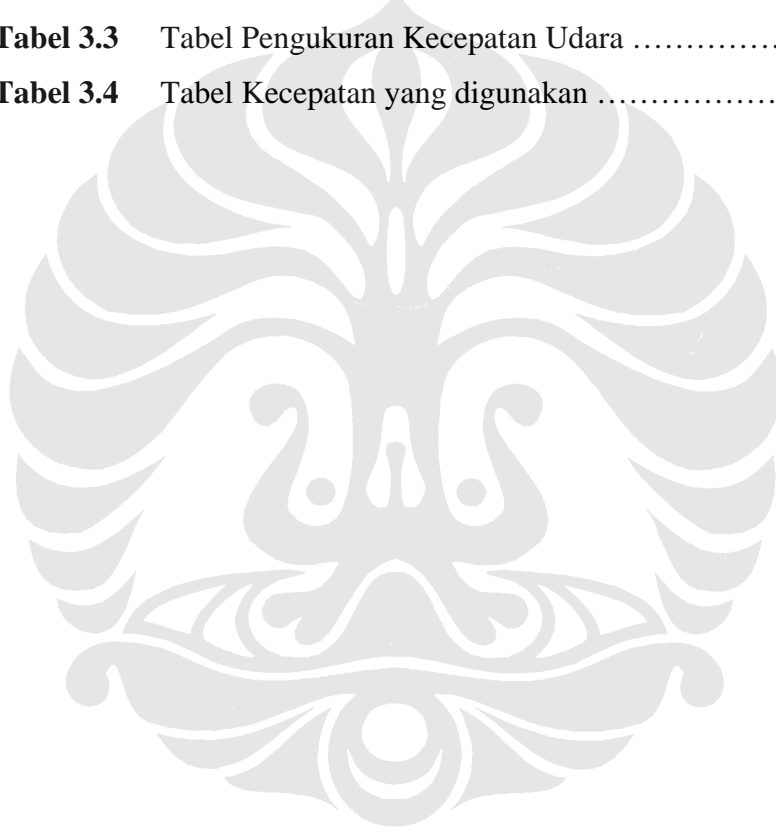 Tabel 3.3 Tabel Pengukuran Kecepatan Udara ……………
Tabel 3.4 Tabel Kecepatan yang digunakan ………………